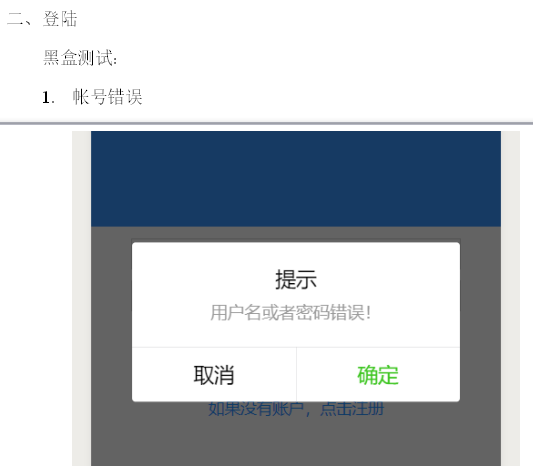 二、登陆
黑盒测试：
1. 帐号错误
提示
用户名或者密码错误！
取消 确定
如果没有账户，点击注册